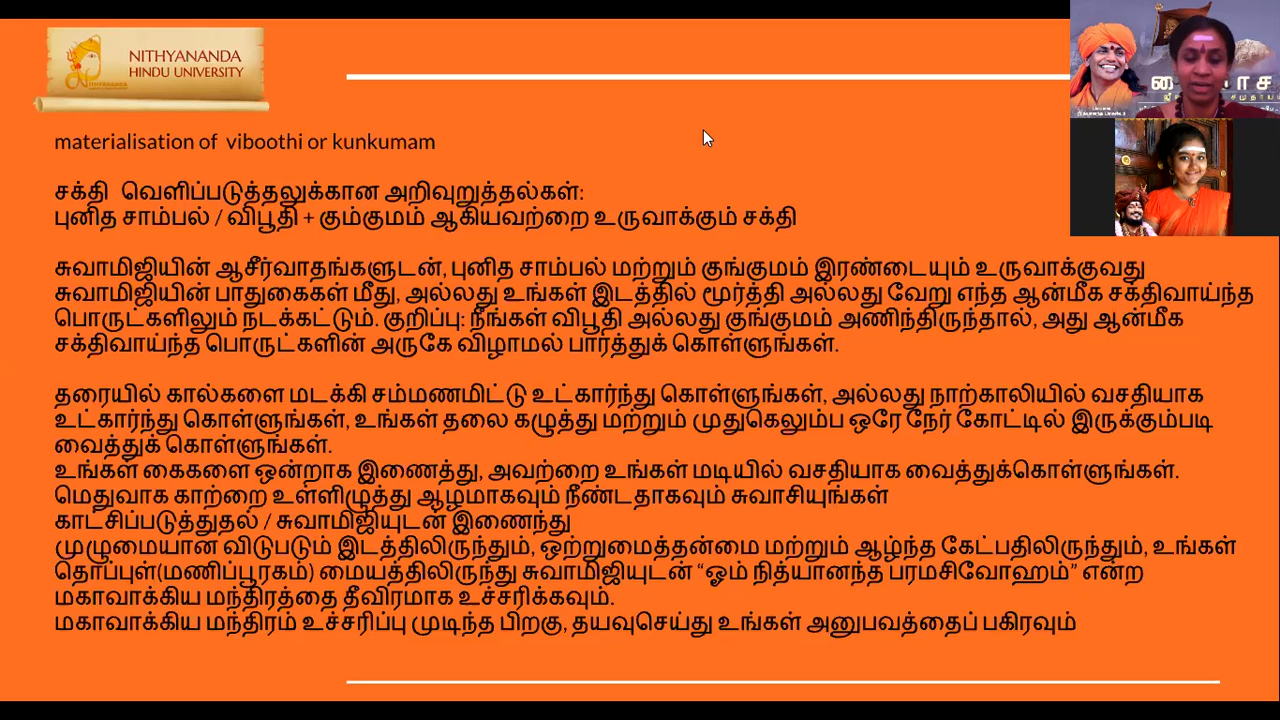 NITHYANANDA
HINDU UNIVERSITY
materialisation of viboothi or kunkumam
சக்தி வெளிப்படுத்தலுக்கான அறிவுறுத்தல்கள்:
புனித சாம்பல் / விபூதி + கும்குமம் ஆகியவற்றை உருவாக்கும் சக்தி
சுவாமிஜியின் ஆசீர்வாதங்களுடன், புனித சாம்பல் மற்றும் குங்குமம் இரண்டையும் உருவாக்குவது
சுவாமிஜியின் பாதுகைகள் மீது, அல்லது உங்கள் இடத்தில் மூர்த்தி அல்லது வேறு எந்த ஆன்மீக சக்திவாய்ந்த
பொருட்களிலும் நடக்கட்டும். குறிப்பு: நீங்கள் விபூதி அல்லது குங்குமம் அணிந்திருந்தால், அது ஆன்மீக
சக்திவாய்ந்த பொருட்களின் அருகே விழாமல் பார்த்துக் கொள்ளுங்கள்.
தரையில் கால்களை மடக்கி சம்மணமிட்டு உட்கார்ந்து கொள்ளுங்கள், அல்லது நாற்காலியில் வசதியாக
உட்கார்ந்து கொள்ளுங்கள், உங்கள் தலை கழுத்து மற்றும் முதுகெலும்ப ஒரே நேர் கோட்டில் இருக்கும்படி
வைத்துக் கொள்ளுங்கள்.
உங்கள் கைகளை ஒன்றாக இணைத்து, அவற்றை உங்கள் மடியில் வசதியாக வைத்துக்கொள்ளுங்கள்.
மெதுவாக காற்றை உள்ளிழுத்து ஆழமாகவும் நீண்டதாகவும் சுவாசியுங்கள்
காட்சிப்படுத்துதல் / சுவாமிஜியுடன் இணைந்து
முழுமையான விடுபடும் இடத்திலிருந்தும், ஒற்றுமைத்தன்மை மற்றும் ஆழ்ந்த கேட்பதிலிருந்தும், உங்கள்
தொப்புள்(மணிப்பூரகம்) மையத்திலிருந்து சுவாமிஜியுடன் “ஓம் நித்யானந்த பரமசிவோஹம்” என்ற
மகாவாக்கிய மந்திரத்தை தீவிரமாக உச்சரிக்கவும்.
மகாவாக்கிய மந்திரம் உச்சரிப்பு முடிந்த பிறகு, தயவுசெய்து உங்கள் அனுபவத்தைப் பகிரவும்